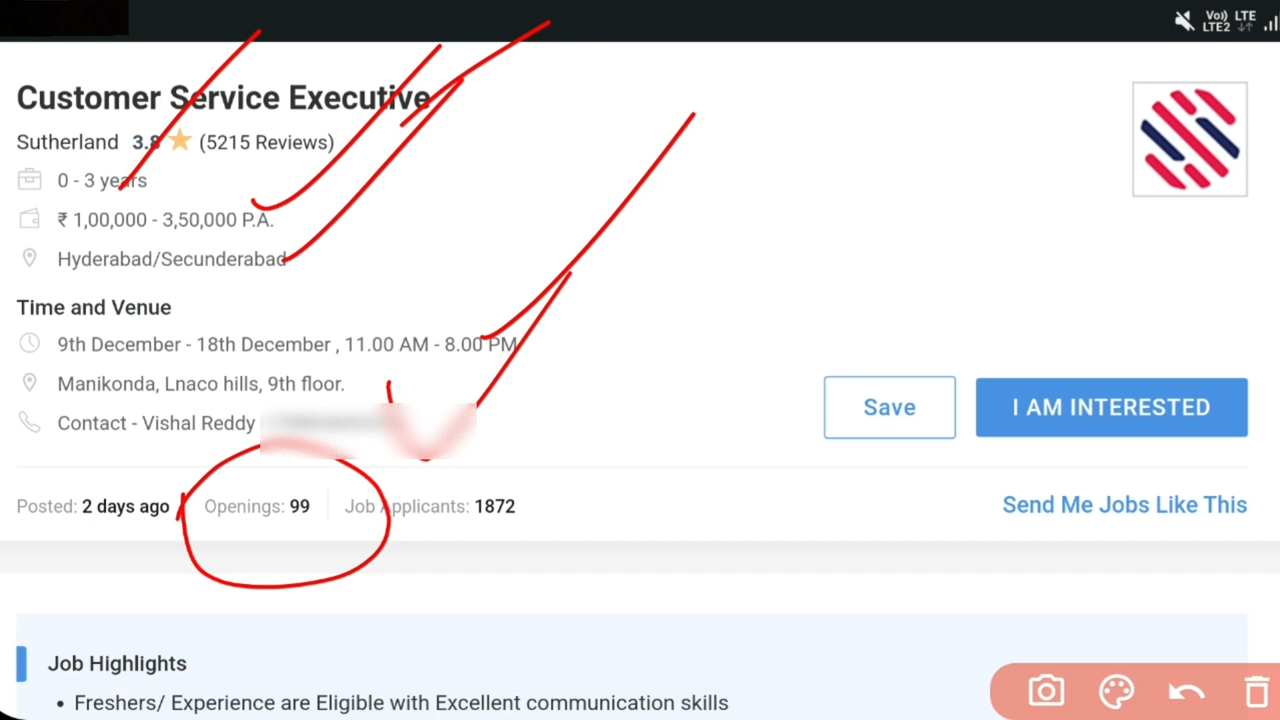 Vo)) LTE
LTE2
Customer Service Executive
Sutherland 3.8 (5215 Reviews)
0 - 3 years
₹ 1,00,000 - 3,50,000 P.A.
Hyderabad/Secunderabad
Time and Venue
9th December - 18th December , 11.00 AM - 8.00 PM
Manikonda, Lnaco hills, 9th floor.
Contact - Vishal Reddy
Save
I AM INTERESTED
Posted: 2 days ago
Openings: 99
Job Applicants: 1872
Send Me Jobs Like This
Job Highlights
• Freshers/ Experience are Eligible with Excellent communication skills